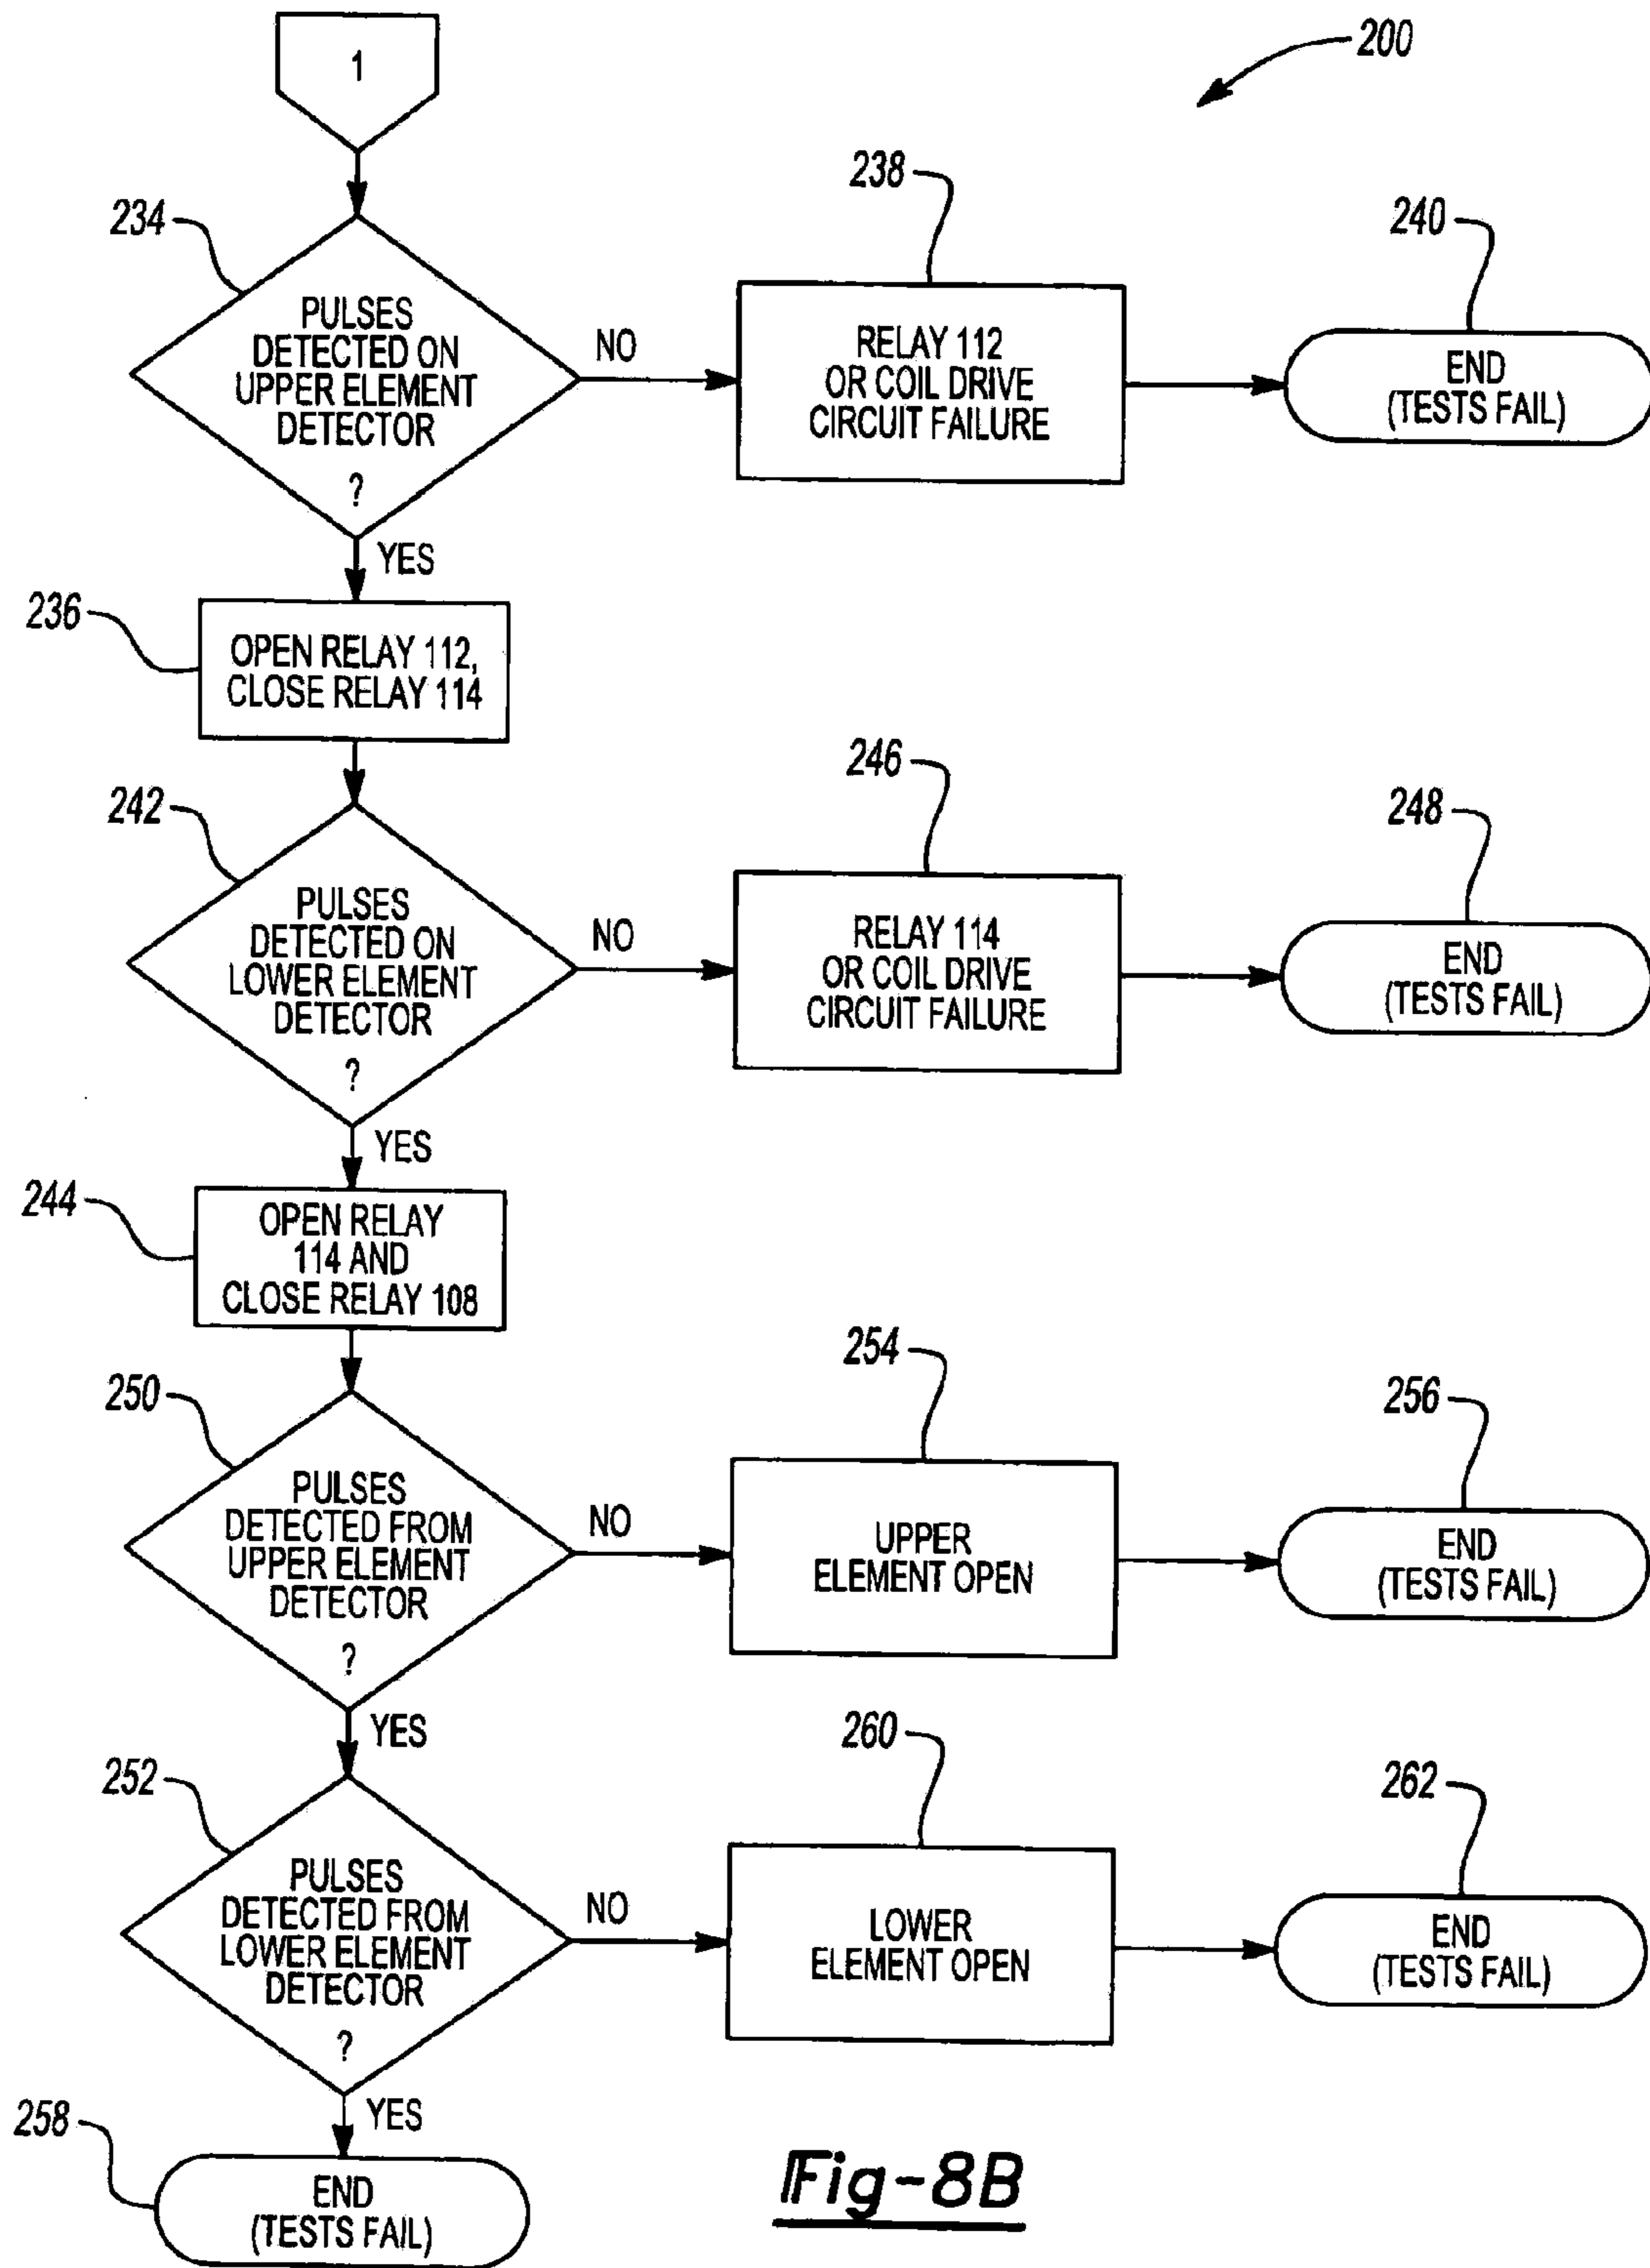 1
200
234
PULSES
DETECTED ON
UPPER ELEMENT
DETECTOR
?
NO
238
RELAY 112
OR COIL DRIVE
CIRCUIT FAILURE
240
END
(TESTS FAIL)
YES
236
OPEN RELAY 112,
CLOSE RELAY 114
242
PULSES
DETECTED ON
LOWER ELEMENT
DETECTOR
?
NO
246
RELAY 114
OR COIL DRIVE
CIRCUIT FAILURE
248
END
(TESTS FAIL)
YES
244
OPEN RELAY
114 AND
CLOSE RELAY 108
250
PULSES
DETECTED FROM
UPPER ELEMENT
DETECTOR
?
NO
254
UPPER
ELEMENT OPEN
256
END
(TESTS FAIL)
YES
252
PULSES
DETECTED FROM
LOWER ELEMENT
DETECTOR
?
NO
260
LOWER
ELEMENT OPEN
262
END
(TESTS FAIL)
YES
258
END
(TESTS FAIL)
Fig-8B